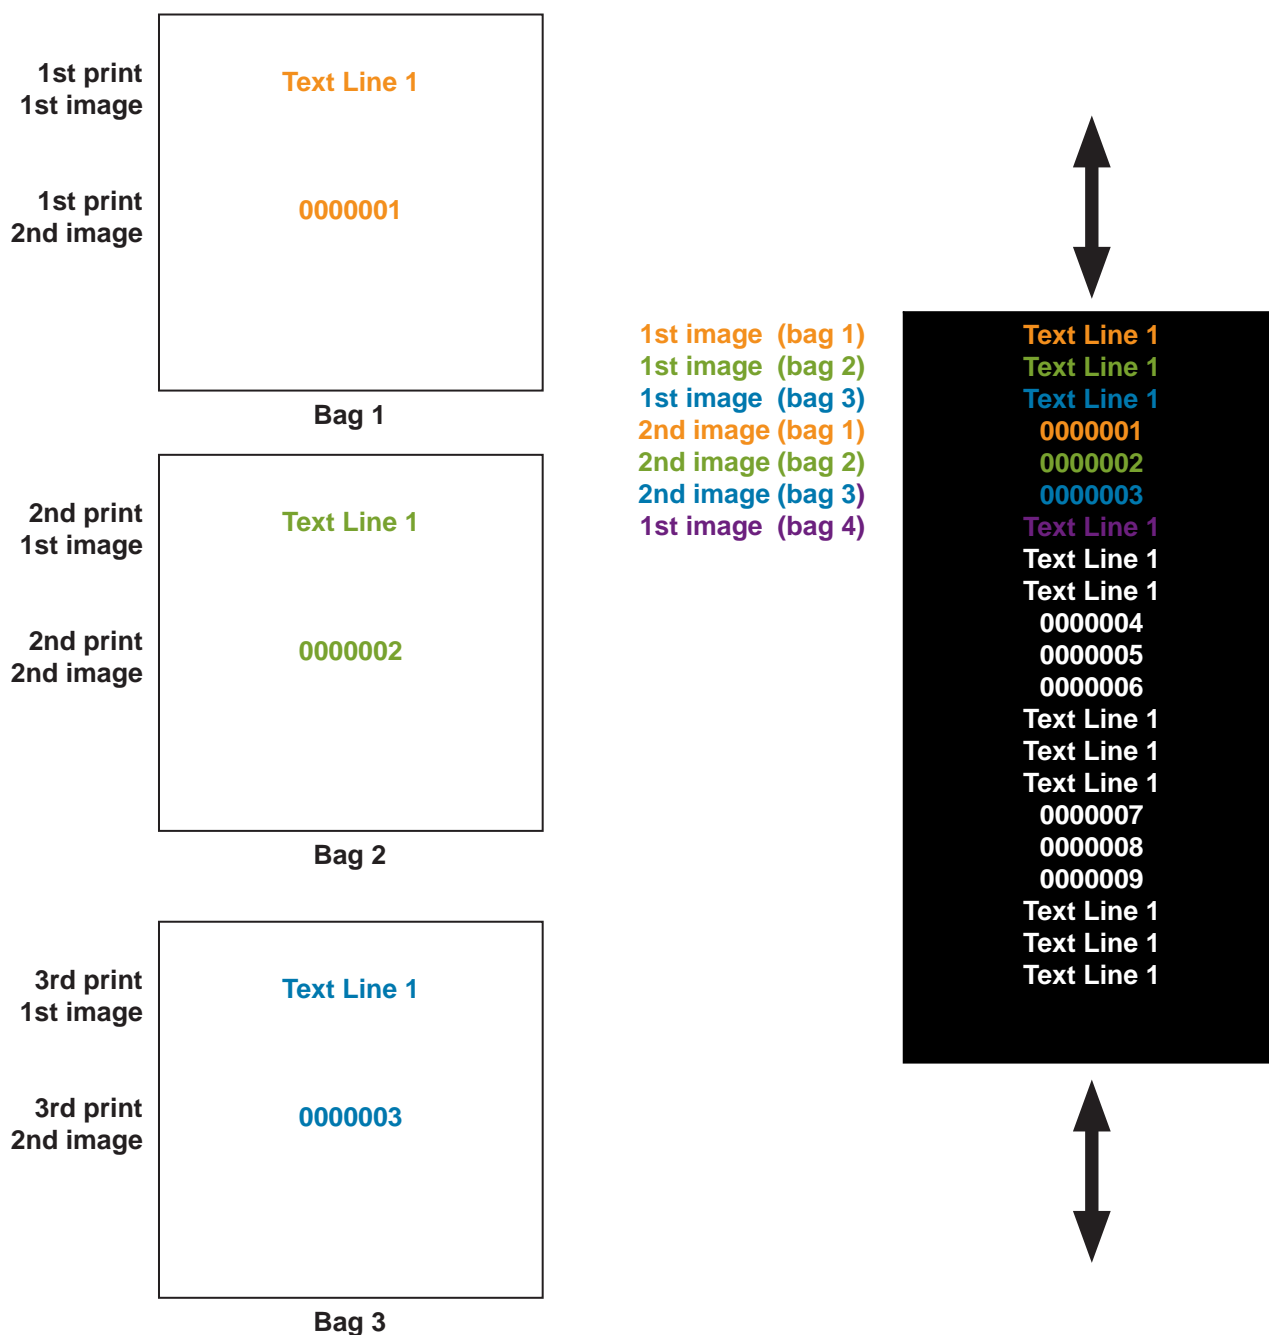 1st print
1st image
Text Line 1
1st print
2nd image
0000001
Bag 1
2nd print
1st image
Text Line 1
2nd print
2nd image
0000002
Bag 2
3rd print
1st image
Text Line 1
3rd print
2nd image
0000003
Bag 3
1st image (bag 1)
1st image (bag 2)
1st image (bag 3)
2nd image (bag 1)
2nd image (bag 2)
2nd image (bag 3)
1st image (bag 4)
Text Line 1
Text Line 1
Text Line 1
0000001
0000002
0000003
Text Line 1
Text Line 1
Text Line 1
0000004
0000005
0000006
Text Line 1
Text Line 1
Text Line 1
0000007
0000008
0000009
Text Line 1
Text Line 1
Text Line 1